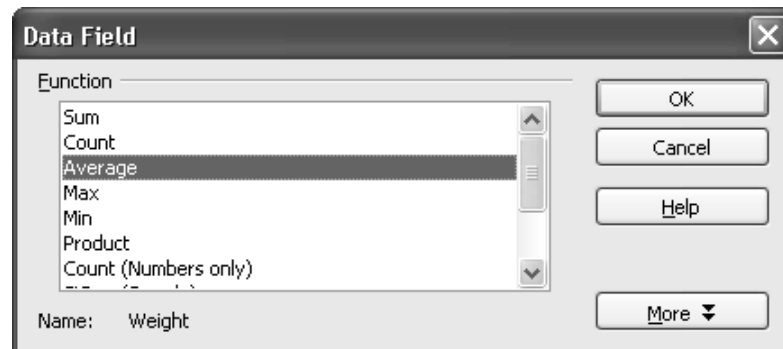 Data Field
Function
Sum
Count
Average
Max
Min
Product
Count (Numbers only)
Name: Weight
OK
Cancel
Help
More